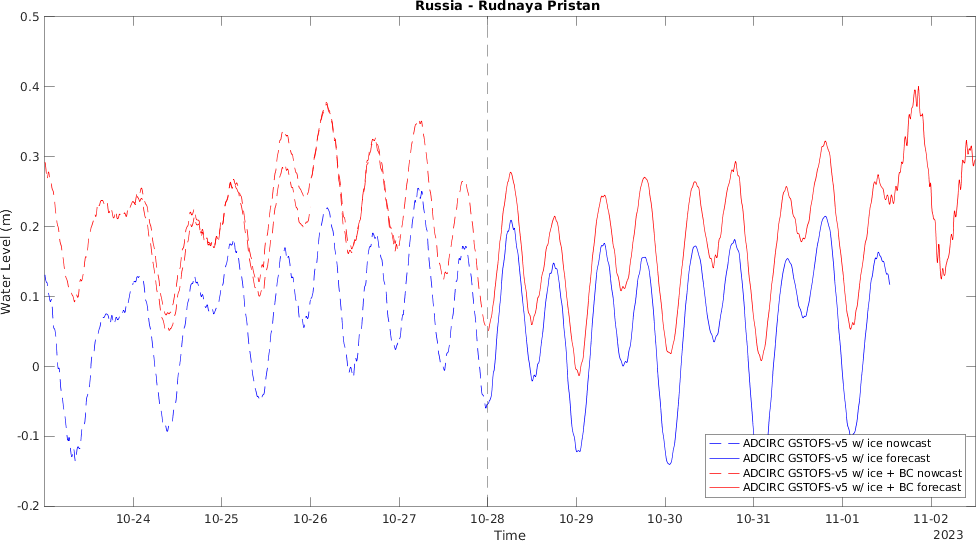 Russia - Rudnaya Pristan
0.5
0.4
0.3
0.2
0.1
0
-0.1
-0.2
Water Level (m)
ADCIRC GSTOFS-v5 w/ ice nowcast
ADCIRC GSTOFS-v5 w/ ice forecast
ADCIRC GSTOFS-v5 w/ ice + BC nowcast
ADCIRC GSTOFS-v5 w/ ice + BC forecast
10-24 10-25 10-26 10-27 10-28 10-29 10-30 10-31 11-01 11-02
Time
2023